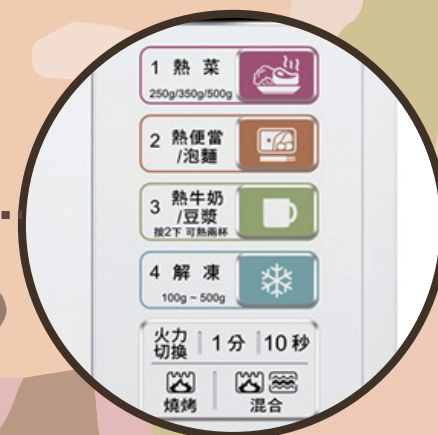 1 熱菜
250g/350g/500g
2 熱便當
/泡麵
3 熱牛奶
/豆漿
按2下 可熱兩杯
4 解凍
100g ~ 500g
火力
切換
1分
10秒
燒烤
混合